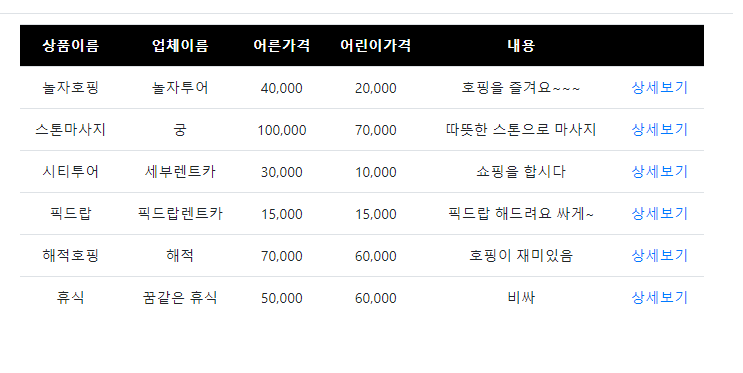 상품이름 업체이름 어른가격 어린이가격 내용
놀자호핑 놀자투어 40,000 20,000 호핑을 즐겨요~~~ 상세보기
스톤마사지 궁 100,000 70,000 따뜻한 스톤으로 마사지 상세보기
시티투어 세부렌트카 30,000 10,000 쇼핑을 합시다 상세보기
픽드랍 픽드랍렌트카 15,000 15,000 픽드랍 해드려요 싸게~ 상세보기
해적호핑 해적 70,000 60,000 호핑이 재미있음 상세보기
휴식 꿈같은 휴식 50,000 60,000 비싸 상세보기